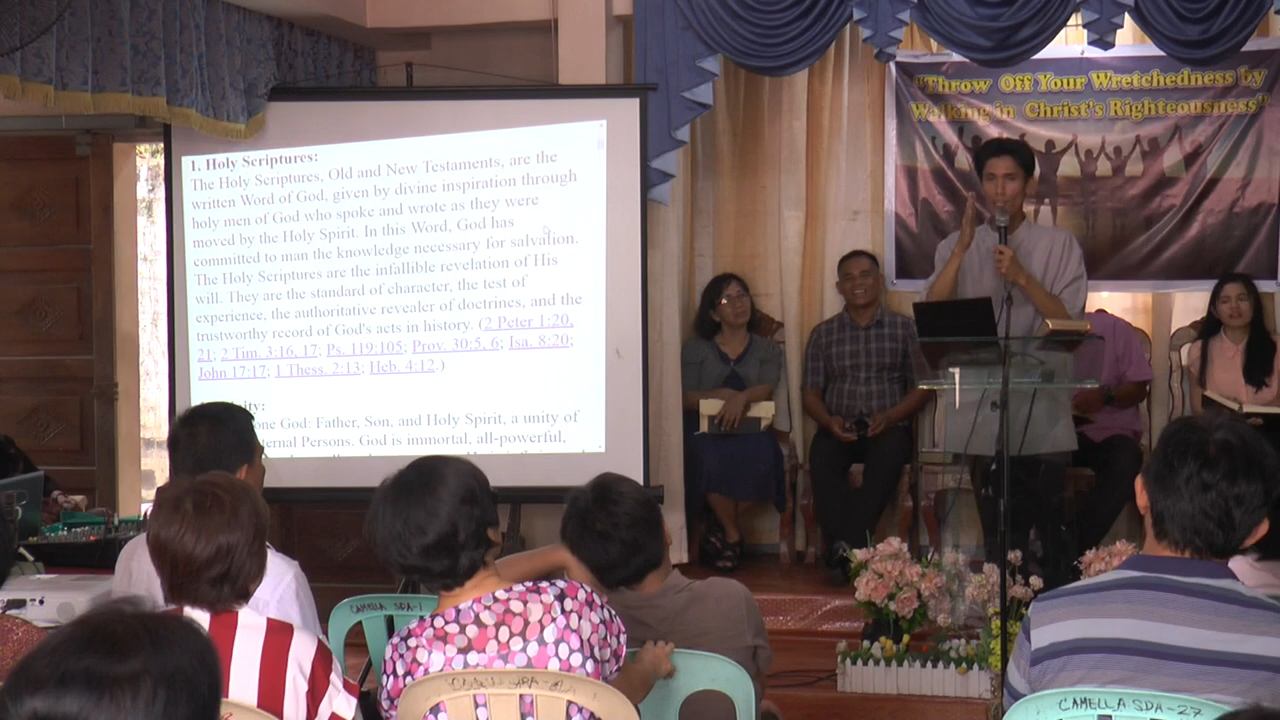 1. Holy Scriptures:
The Holy Scriptures, Old and New Testaments, are the
written Word of God, given by divine inspiration through
holy men of God who spoke and wrote as they were
moved by the Holy Spirit. In this Word, God has
committed to man the knowledge necessary for salvation.
The Holy Scriptures are the infallible revelation of His
will. They are the standard of character, the test of
experience, the authoritative revealer of doctrines, and the
trustworthy record of God's acts in history. (2 Peter 1:20,
21; 2 Tim. 3:16, 17; Ps. 119:105; Prov. 30:5, 6; Isa. 8:20;
John 17:17; 1 Thess. 2:13; Heb. 4:12.)
one God: Father, Son, and Holy Spirit, a unity of
Persons. God is immortal, all-powerful,
"Throw Off Your Wretchedness by
Walking in Christ's Righteousness"
CAMELLA SDA-1
CAMELLA SDA-27